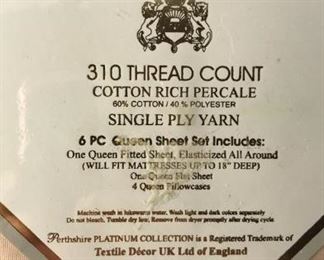 310 THREAD COUNT
COTTON RICH PERCALE
60% COTTON / 40 % POLYESTER
SINGLE PLY YARN
6 PC Queen Sheet Set Includes:
One Queen Fitted Sheet, Elasticized All Around
(WILL FIT MATTRESSES UP TO 18" DEEP)
One Queen Flat Sheet
4 Queen Pillowcases
Machine wash in lukewarm water. Wash light and dark colors separately
Do not bleach, Tumble dry low, Remove from dryer promptly after drying cycle.
Perthshire PLATINUM COLLECTION is a Registered Trademark of
Textile Décor UK Ltd of England